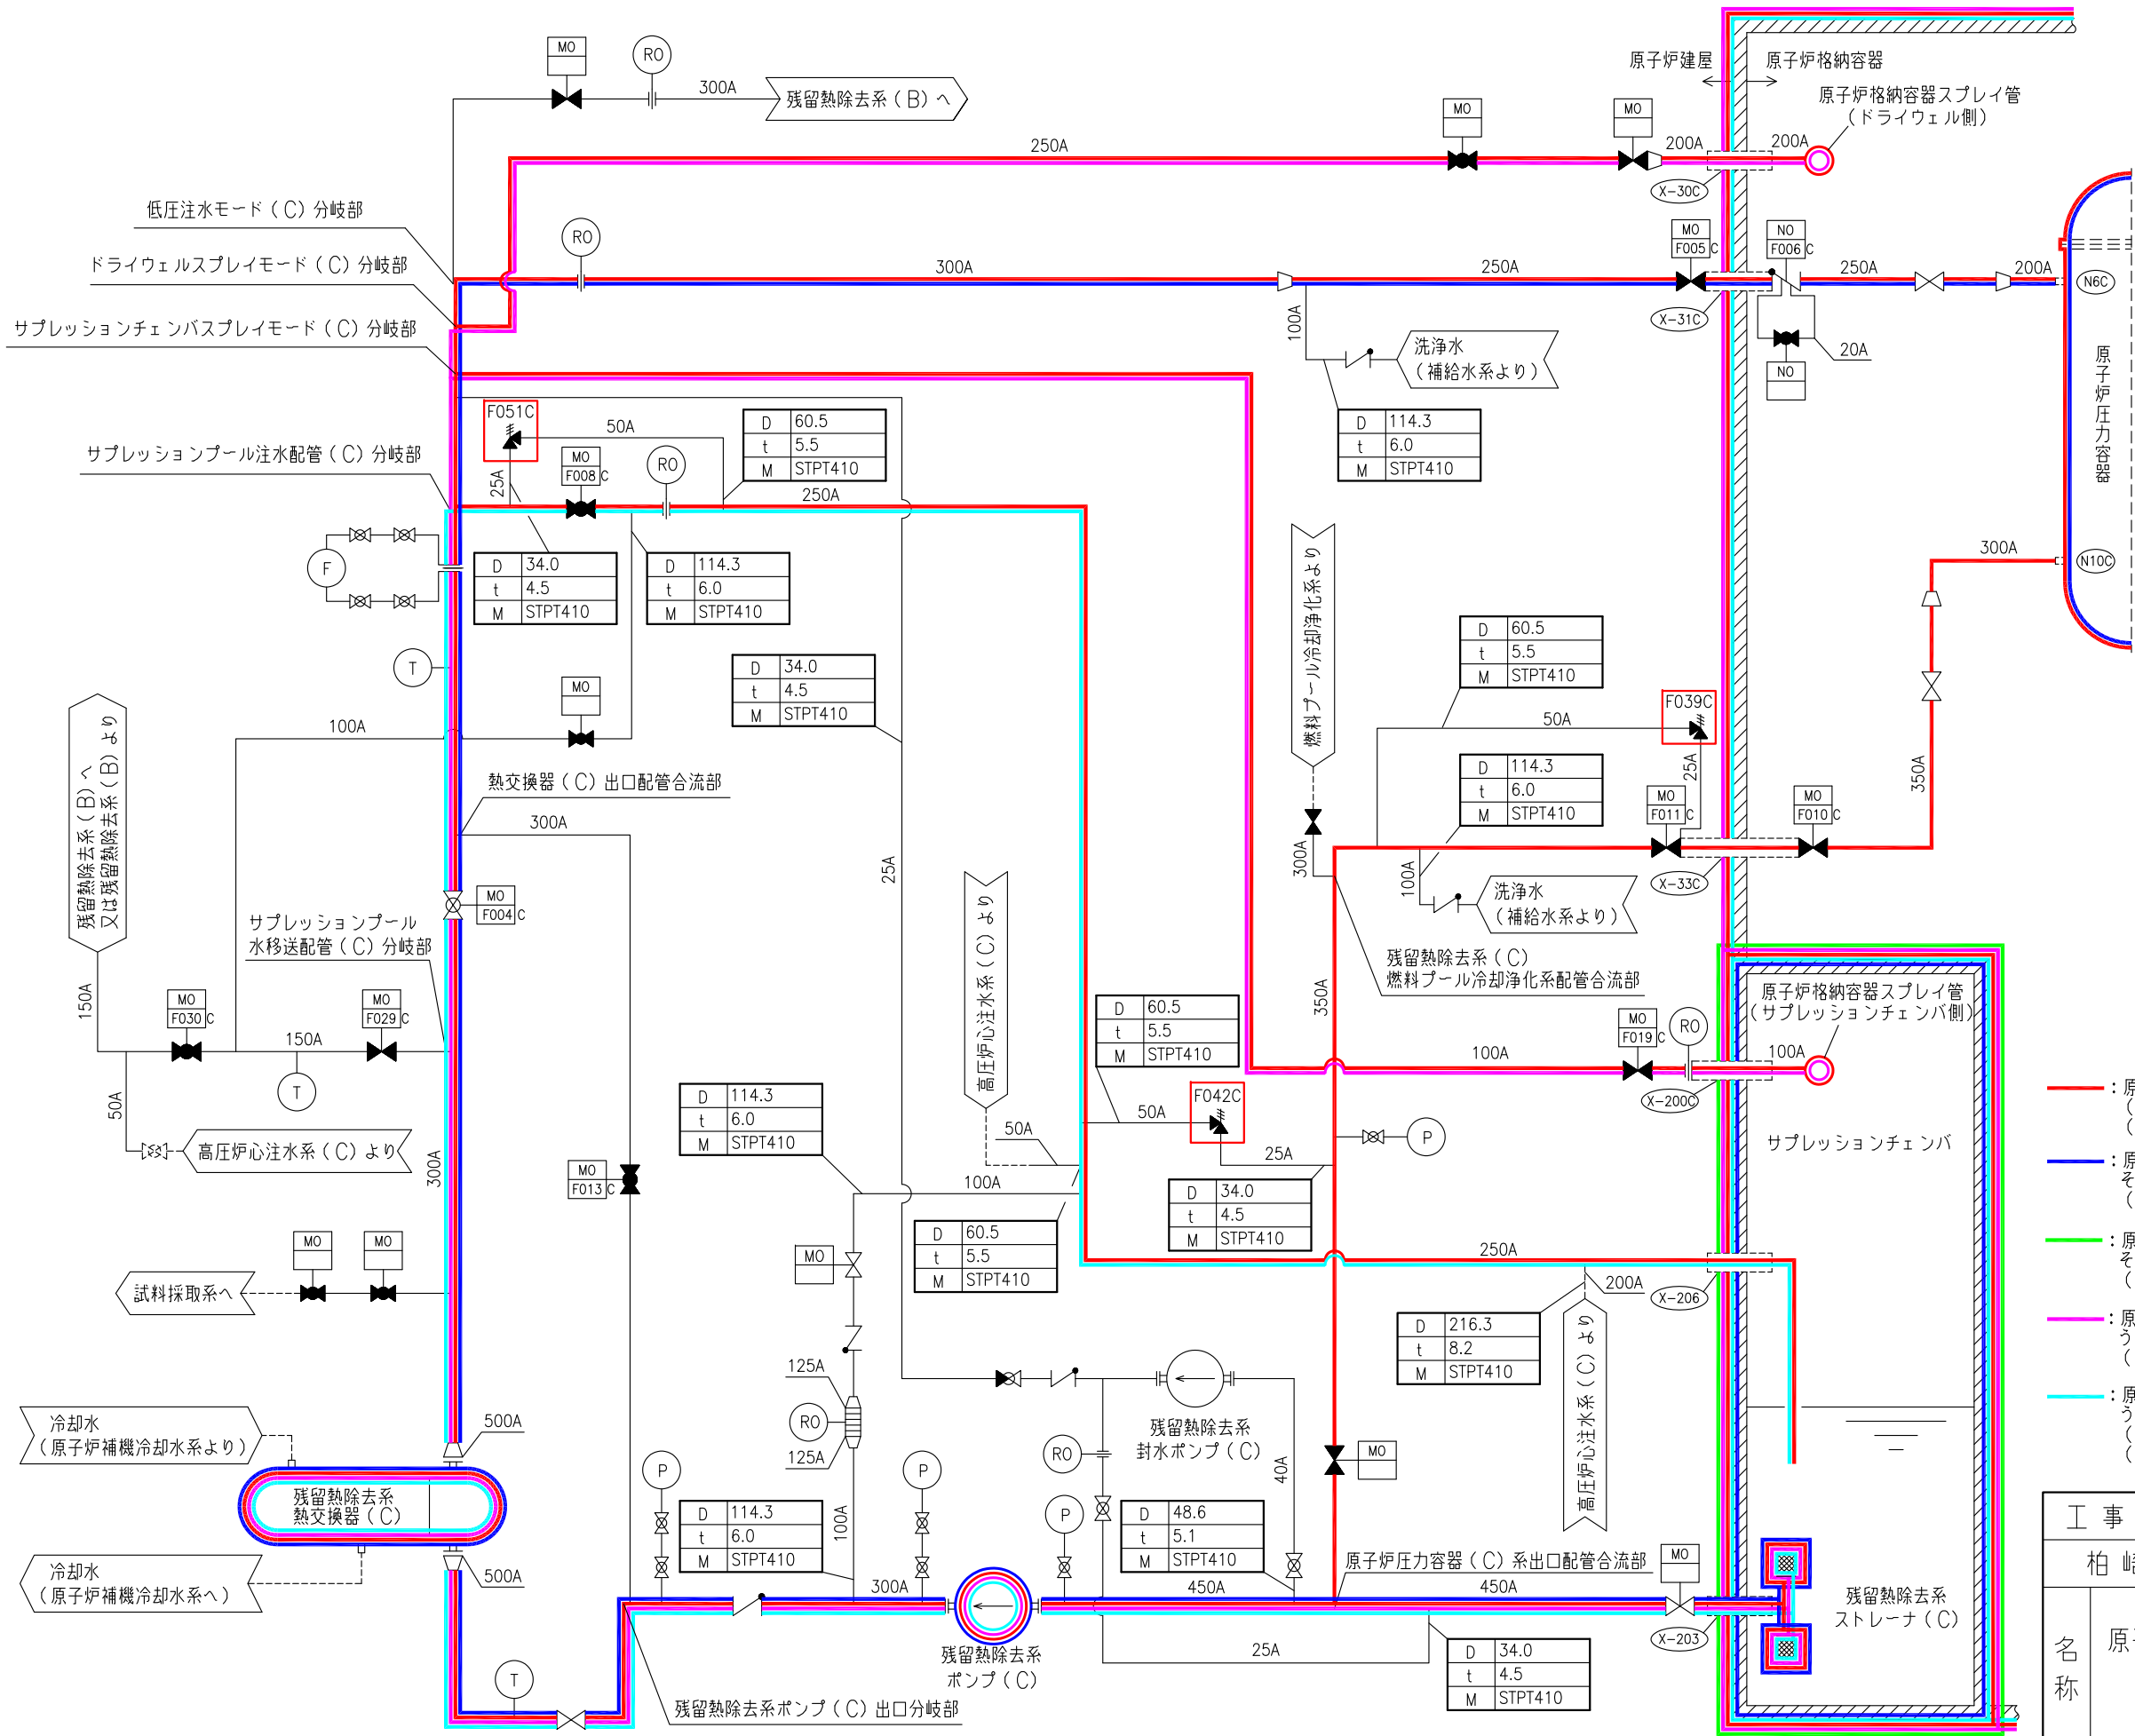 MO
RO
300A
残留熱除去系(B)へ
原子炉建屋
原子炉格納容器
原子炉格納容器スプレイ管
(ドライウェル側)
250A
MO
MO
200A
200A
X-30C
低圧注水モード(C)分岐部
RO
ドライウェルスプレイモード(C)分岐部
300A
250A
MO
F005C
NO
F006C
250A
200A
N6C
X-31C
サプレッションチェンバスプレイモード(C)分岐部
100A
洗浄水
(補給水系より)
20A
NO
原子炉圧力容器
F051C
50A
D 60.5
t 5.5
M STPT410
D 114.3
t 6.0
M STPT410
サプレッションプール注水配管(C)分岐部
MO
F008C
RO
25A
250A
F
D 34.0
t 4.5
M STPT410
D 114.3
t 6.0
M STPT410
燃料プール冷却浄化系より
300A
N10C
T
D 34.0
t 4.5
M STPT410
D 60.5
t 5.5
M STPT410
MO
100A
50A
F039C
25A
残留熱除去系(B)へ
又は残留熱除去系(B)より
熱交換器(C)出口配管合流部
300A
D 114.3
t 6.0
M STPT410
350A
MO
F011C
MO
F010C
25A
300A
100A
X-33C
MO
F004C
サプレッションプール
水移送配管(C)分岐部
洗浄水
(補給水系より)
高圧炉心注水系(C)より
残留熱除去系(C)
燃料プール冷却浄化系配管合流部
150A
MO
F030C
150A
MO
F029C
T
350A
D 60.5
t 5.5
M STPT410
原子炉格納容器スプレイ管
(サプレッションチェンバ側)
MO
F019C
RO
100A
100A
X-200C
50A
高圧炉心注水系(C)より
D 114.3
t 6.0
M STPT410
50A
50A
F042C
P
サプレッションチェンバ
300A
MO
F013C
100A
25A
D 34.0
t 4.5
M STPT410
D 60.5
t 5.5
M STPT410
MO
MO
MO
試料採取系へ
250A
200A
X-206
D 216.3
t 8.2
M STPT410
高圧炉心注水系(C)より
:原
(
(
:原
そ
(
:原
そ
(
:原
う
(
:原
う
(
(
冷却水
(原子炉補機冷却水系より)
500A
125A
RO
125A
残留熱除去系
封水ポンプ(C)
残留熱除去系
熱交換器(C)
P
P
RO
P
40A
MO
D 114.3
t 6.0
M STPT410
100A
D 48.6
t 5.1
M STPT410
冷却水
(原子炉補機冷却水系へ)
500A
300A
450A
原子炉圧力容器(C)系出口配管合流部
450A
MO
X-203
残留熱除去系
ストレーナ(C)
残留熱除去系
ポンプ(C)
25A
D 34.0
t 4.5
M STPT410
T
残留熱除去系ポンプ(C)出口分岐部
工事
柏崎
名称
原子